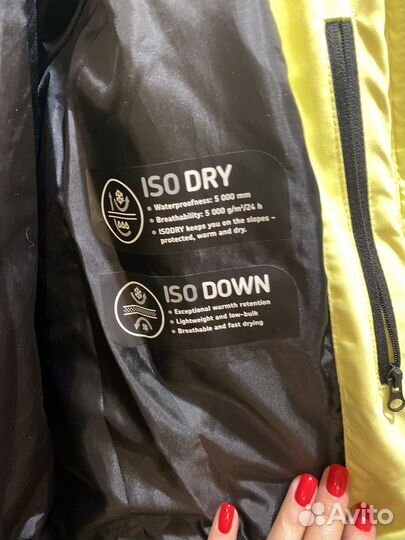 ISO DRY
• Waterproofness: 5 000 mm
• Breathability: 5 000 g/m²/24 h
• ISODRY keeps you on the slopes –
protected, warm and dry.
ISO DOWN
• Exceptional warmth retention
• Lightweight and low-bulk
• Breathable and fast drying
Avito